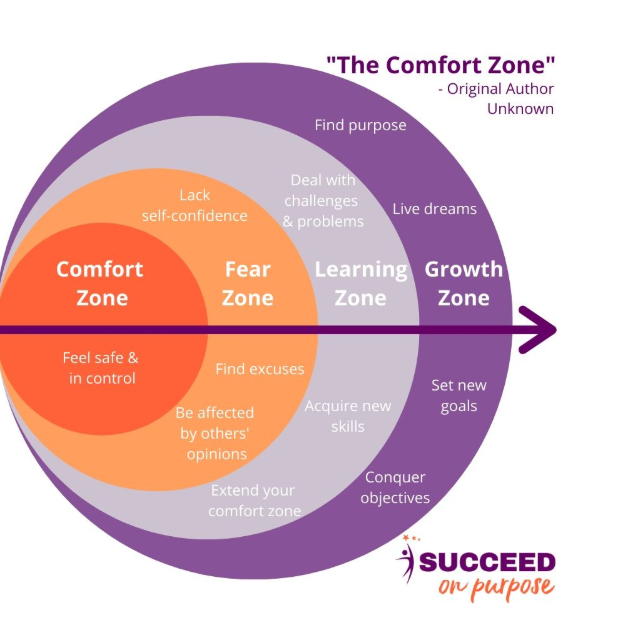 "The Comfort Zone"
- Original Author
Unknown
Find purpose
Deal with
challenges
& problems
Lack
self-confidence
Live dreams
Comfort
Zone
Fear
Zone
Learning
Zone
Growth
Zone
Feel safe &
in control
Find excuses
Set new
goals
Be affected
by others'
opinions
Acquire new
skills
Extend your
comfort zone
Conquer
objectives
SUCCEED
on purpose